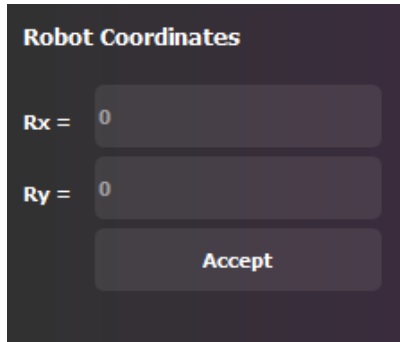 Robot Coordinates
Rx = 0
Ry = 0
Accept